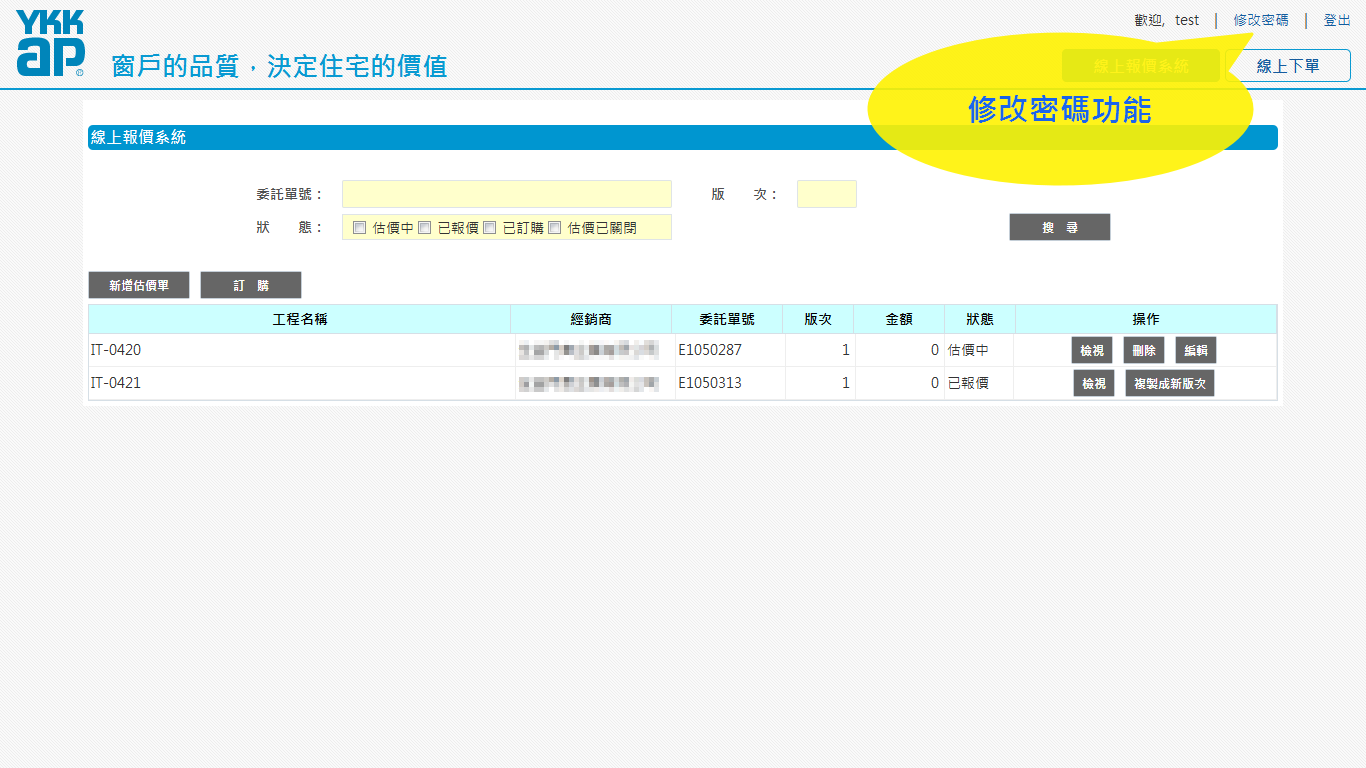 YKK
ap
窗戶的品質，決定住宅的價值
歡迎, test | 修改密碼 | 登出
線上報價系統 線上下單
修改密碼功能
線上報價系統
委託單號： 版 次：
狀 態： 估價中 已報價 已訂購 估價已關閉 搜 尋
新增估價單 訂 購
工程名稱 經銷商 委託單號 版次 金額 狀態 操作
IT-0420 E1050287 1 0 估價中 檢視 刪除 編輯
IT-0421 E1050313 1 0 已報價 檢視 複製成新版次